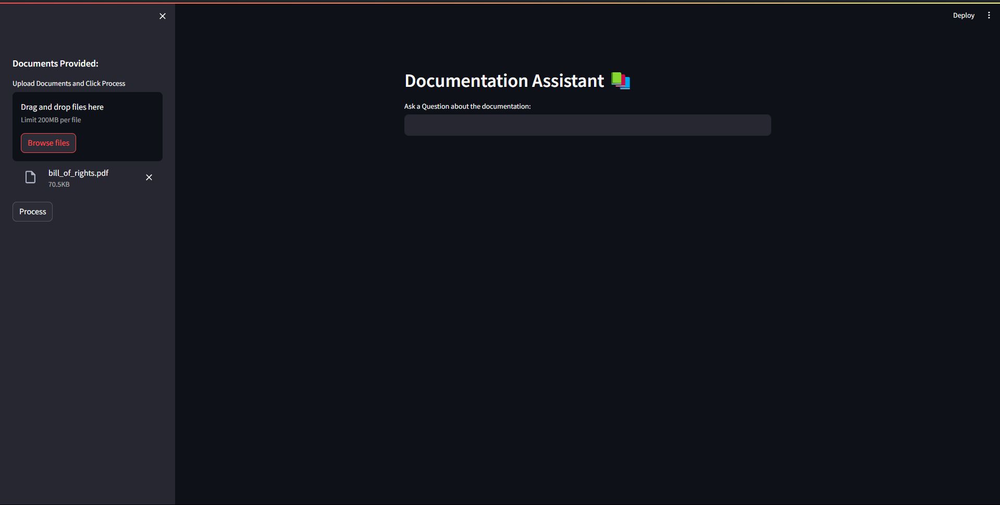 Deploy
Documents Provided:
Upload Documents and Click Process
Drag and drop files here
Limit 200MB per file
Browse files
bill_of_rights.pdf
70.5KB
Process
Documentation Assistant 📚
Ask a Question about the documentation: